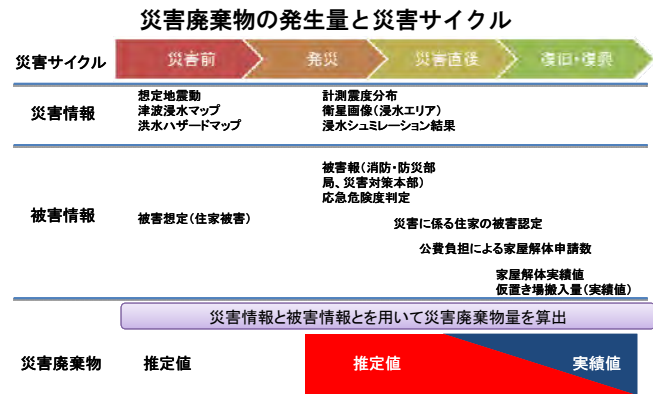 災害廃棄物の発生量と災害サイクル
災害サイクル
災害前
発災
災害直後
復旧・復興
災害情報
想定地震動
津波浸水マップ
洪水ハザードマップ
計測震度分布
衛星画像(浸水エリア)
浸水シュミレーション結果
被害情報
被害想定(住家被害)
被害報(消防・防災部
局、災害対策本部)
応急危険度判定
災害に係る住家の被害認定
公費負担による家屋解体申請数
家屋解体実績値
仮置き場搬入量(実績値)
災害情報と被害情報とを用いて災害廃棄物量を算出
災害廃棄物
推定値
推定値
実績値